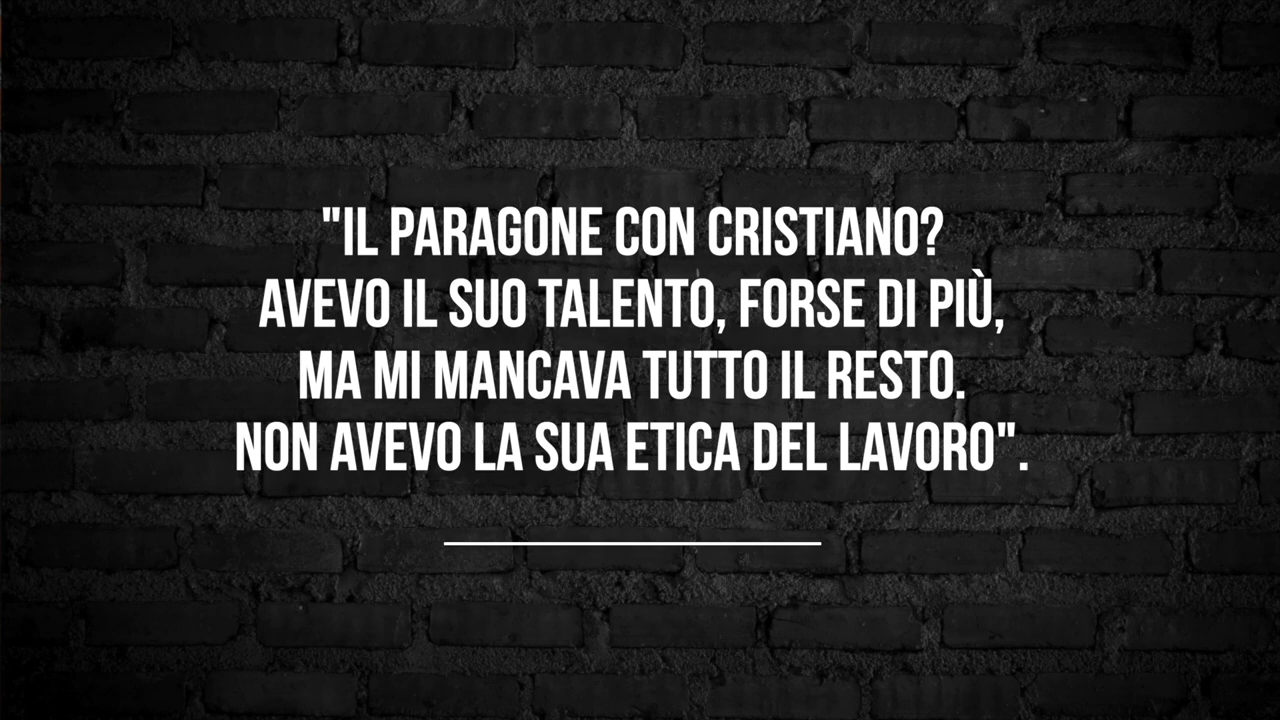 "IL PARAGONE CON CRISTIANO?
AVEVO IL SUO TALENTO, FORSE DI PIÙ,
MA MI MANCAVA TUTTO IL RESTO.
NON AVEVO LA SUA ETICA DEL LAVORO".